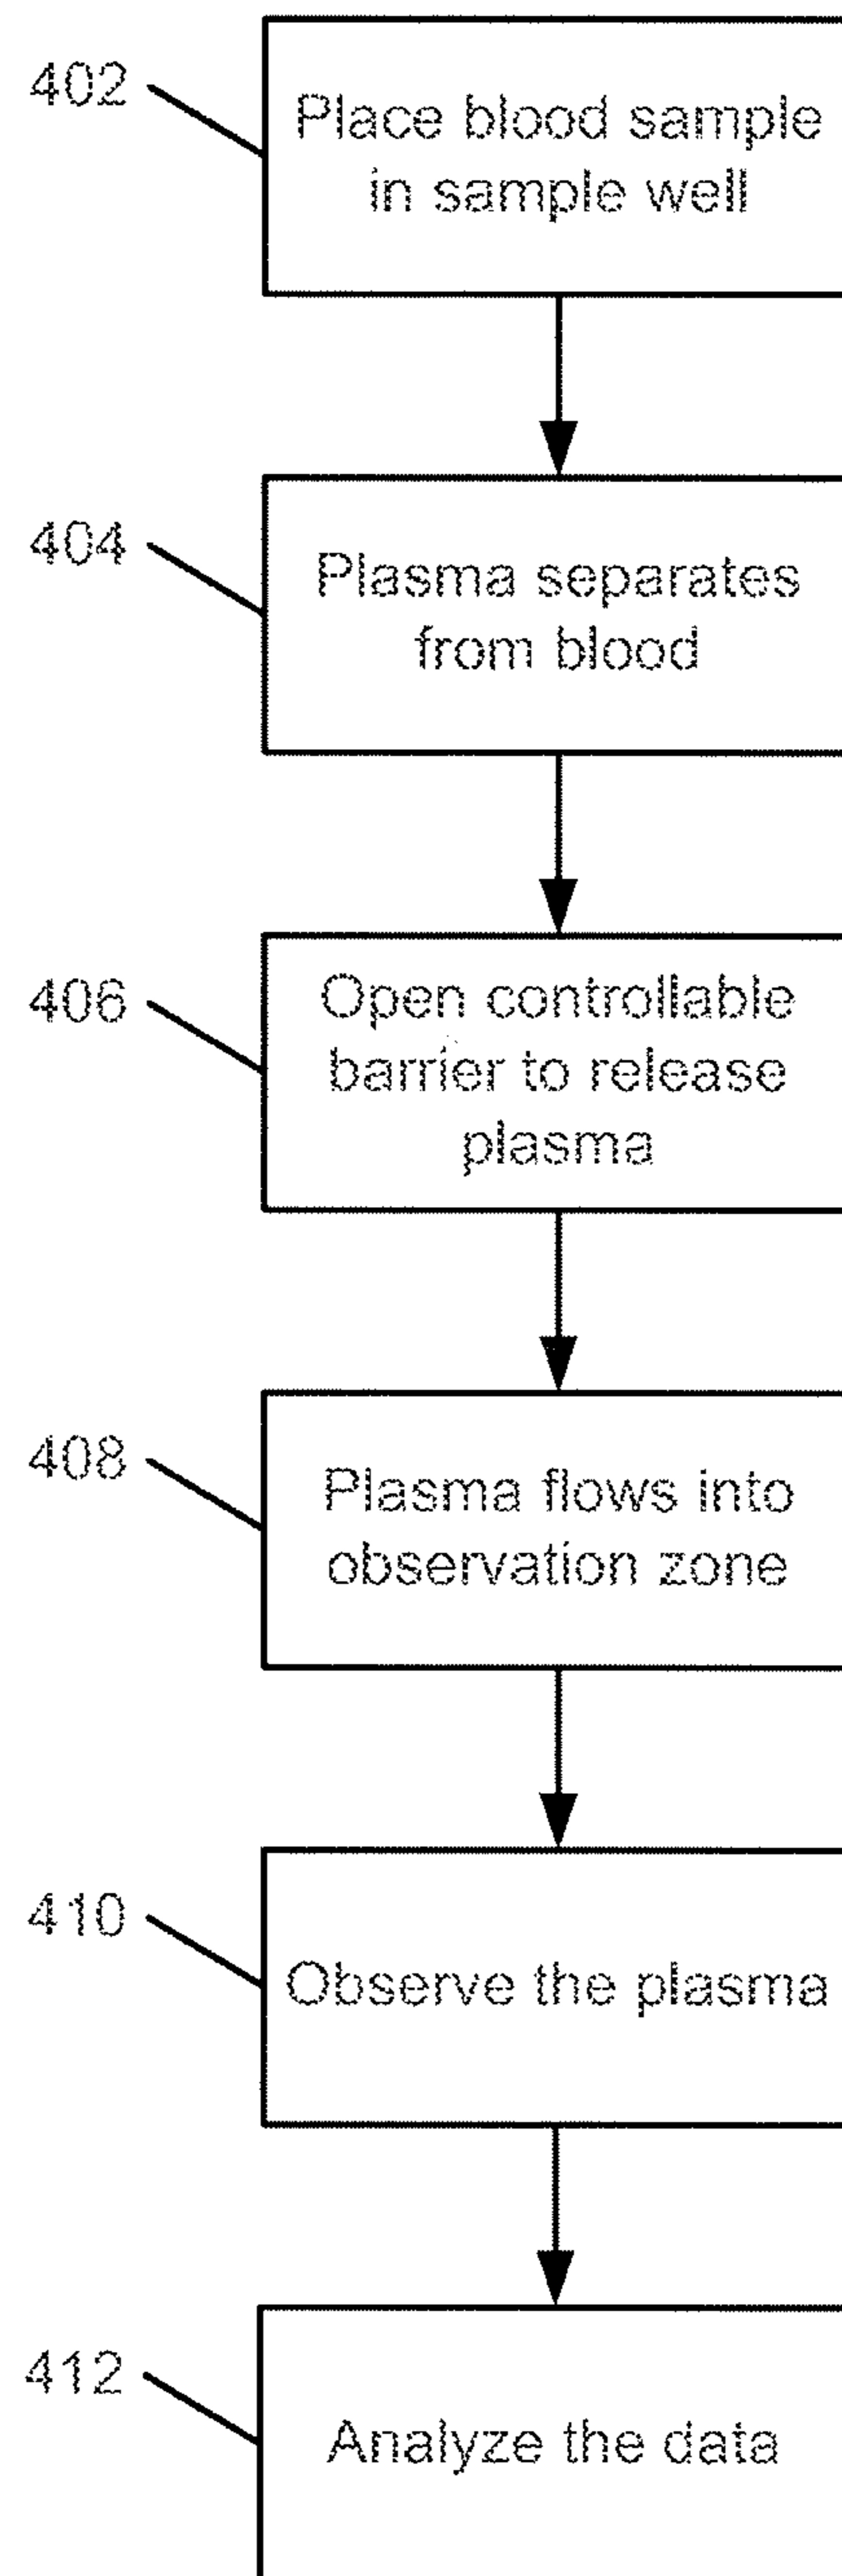 402
Place blood sample
in sample well
404
Plasma separates
from blood
406
Open controllable
barrier to release
plasma
408
Plasma flows into
observation zone
410
Observe the plasma
412
Analyze the data